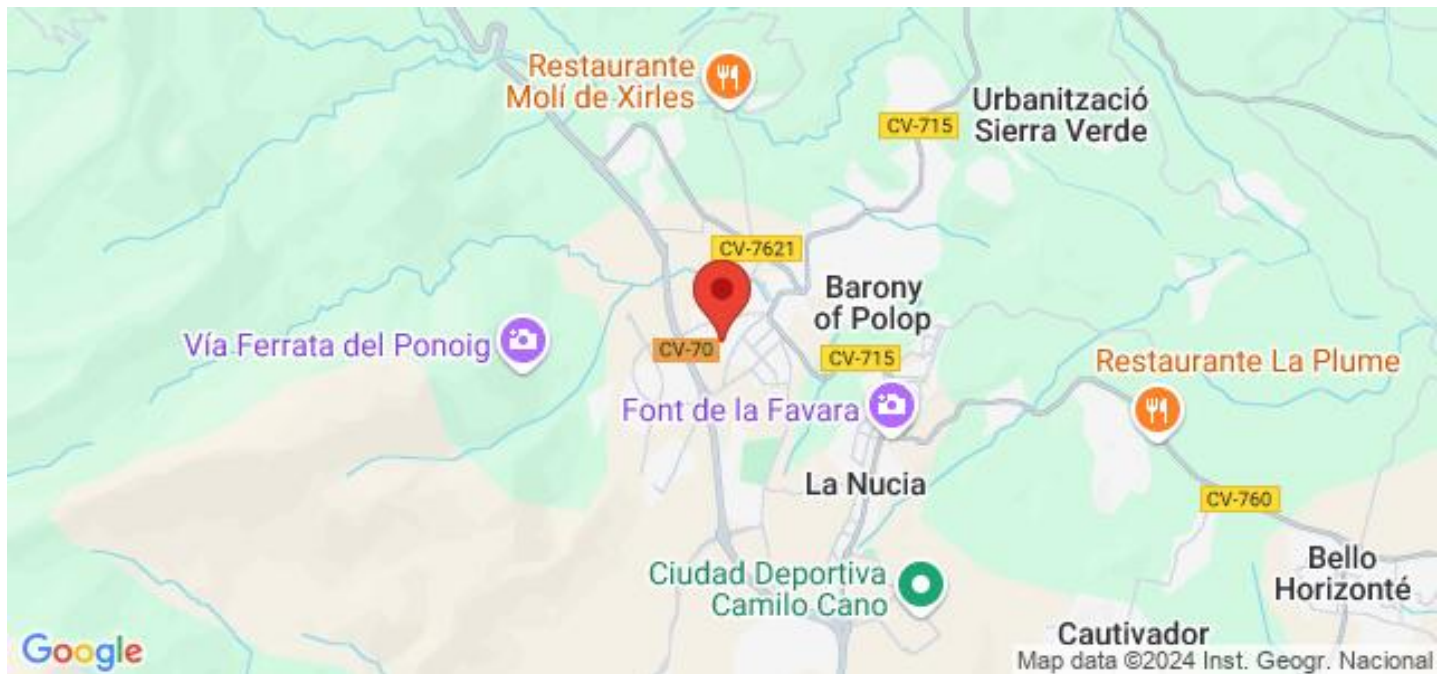 Restaurante
Molí de Xirles
Urbanització
Sierra Verde
CV-715
CV-7621
Barony
of Polop
Vía Ferrata del Ponoig
CV-70
CV-715
Restaurante La Plume
Font de la Favara
La Nucia
CV-760
Ciudad Deportiva
Camilo Cano
Bello
Horizonté
Cautivador
Google
Map data ©2024 Inst. Geogr. Nacional